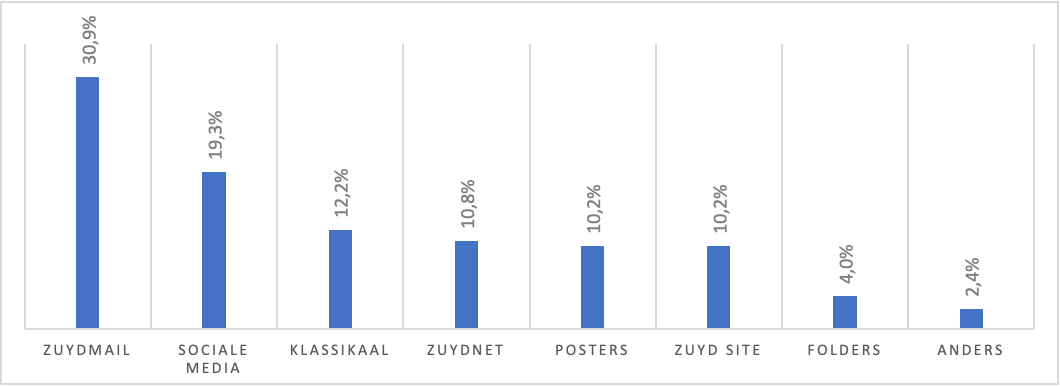 30,9%
19,3%
12,2%
10,8%
10,2%
10,2%
4,0%
2,4%
ZUYDMAIL
SOCIALE
MEDIA
KLASSIKAAL
ZUYDNET
POSTERS
ZUYD SITE
FOLDERS
ANDERS